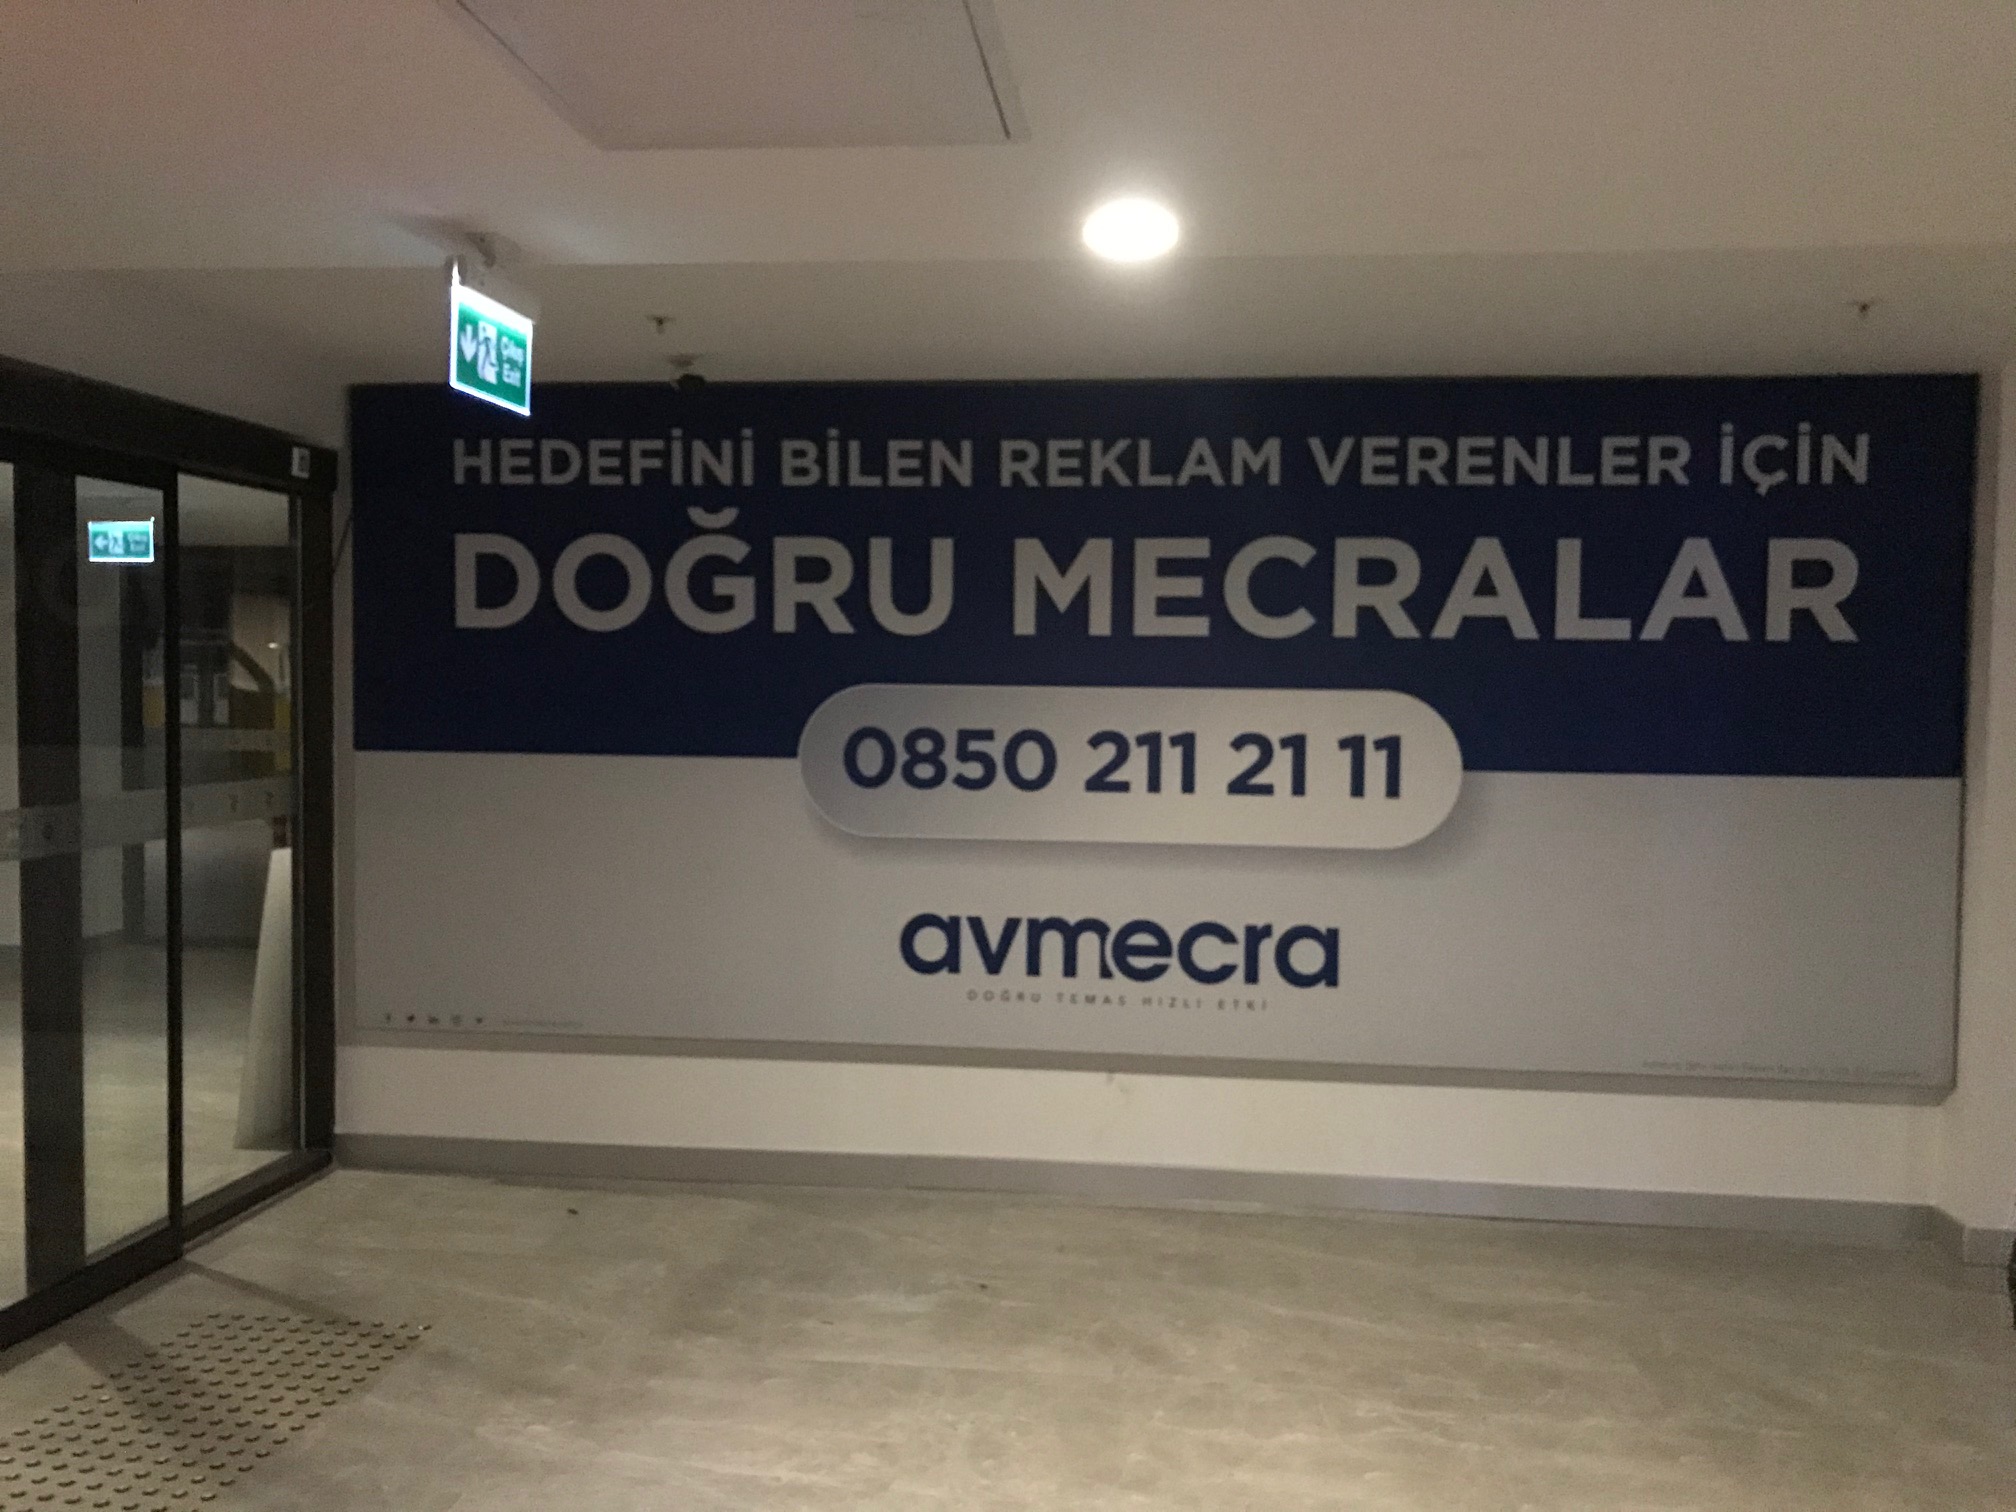 Çıkış
Exit
HEDEFİNİ BİLEN REKLAM VERENLER İÇİN
DOĞRU MECRALAR
0850 211 21 11
avmecra
DOĞRU TEMAS HIZLI ETKİ